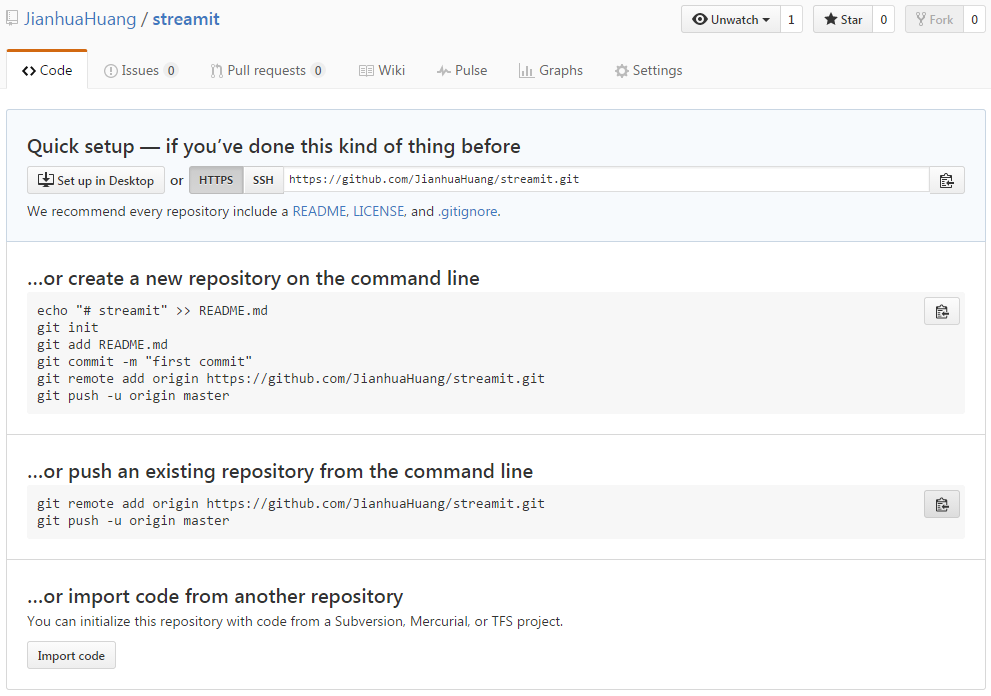 JianhuaHuang / streamit
Unwatch 1 Star 0 Fork 0
Code Issues 0 Pull requests 0 Wiki Pulse Graphs Settings
Quick setup — if you’ve done this kind of thing before
Set up in Desktop or HTTPS SSH https://github.com/JianhuaHuang/streamit.git
We recommend every repository include a README, LICENSE, and .gitignore.
…or create a new repository on the command line
echo "# streamit" >> README.md
git init
git add README.md
git commit -m "first commit"
git remote add origin https://github.com/JianhuaHuang/streamit.git
git push -u origin master
…or push an existing repository from the command line
git remote add origin https://github.com/JianhuaHuang/streamit.git
git push -u origin master
…or import code from another repository
You can initialize this repository with code from a Subversion, Mercurial, or TFS project.
Import code